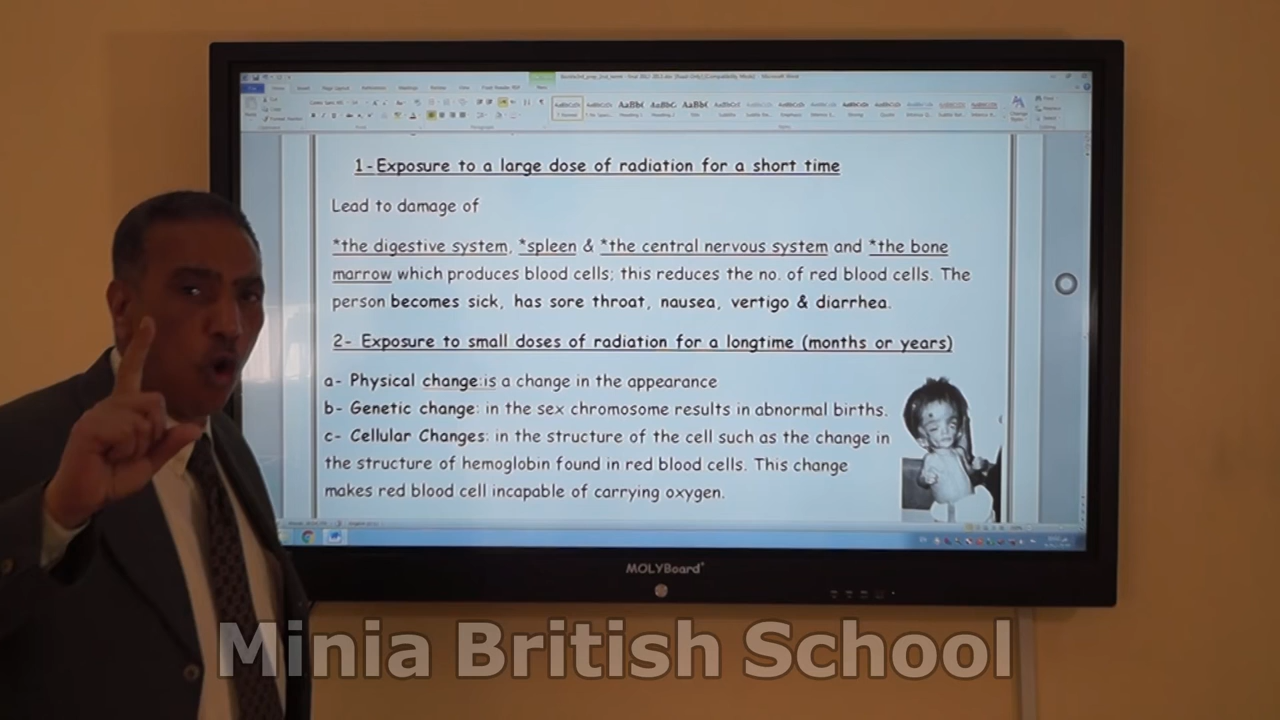 1- Exposure to a large dose of radiation for a short time
Lead to damage of
*the digestive system, *spleen & *the central nervous system and *the bone
marrow which produces blood cells; this reduces the no. of red blood cells. The
person becomes sick, has sore throat, nausea, vertigo & diarrhea.
2- Exposure to small doses of radiation for a longtime (months or years)
a- Physical change:is a change in the appearance
b- Genetic change: in the sex chromosome results in abnormal births.
c- Cellular Changes: in the structure of the cell such as the change in
the structure of hemoglobin found in red blood cells. This change
makes red blood cell incapable of carrying oxygen.
MOLYBoard
Minia British School